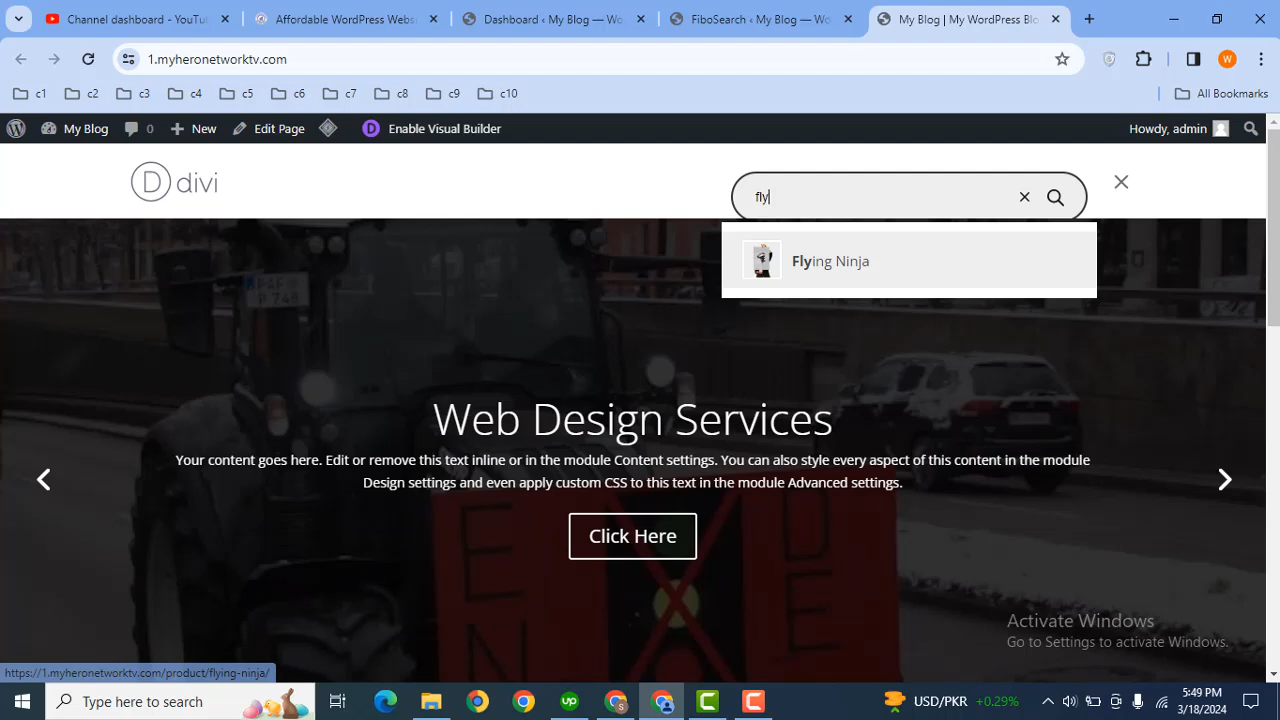 Channel dashboard - YouTu
Affordable WordPress Webs
Dashboard ‹ My Blog — Wo
FiboSearch ‹ My Blog — Wo
My Blog | My WordPress Blo
1.myheronetworktv.com
W
c1
c2
c3
c4
c5
c6
c7
c8
c9
c10
All Bookmarks
My Blog
0
New
Edit Page
D
Enable Visual Builder
Howdy, admin
D divi
fly
Flying Ninja
Web Design Services
Your content goes here. Edit or remove this text inline or in the module Content settings. You can also style every aspect of this content in the module
Design settings and even apply custom CSS to this text in the module Advanced settings.
Click Here
EN
Activate Windows
Go to Settings to activate Windows.
https://1.myheronetworktv.com/product/flying-ninja/
Type here to search
USD/PKR +0.29%
5:49 PM
3/18/2024